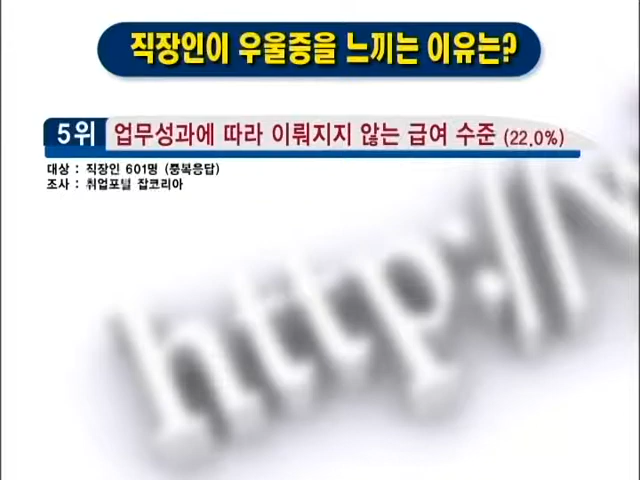 직장인이 우울증을 느끼는 이유는?
5위 업무성과에 따라 이뤄지지 않는 급여 수준 (22.0%)
대상 : 직장인 601명 (중복응답)
조사 : 취업포털 잡코리아
http://